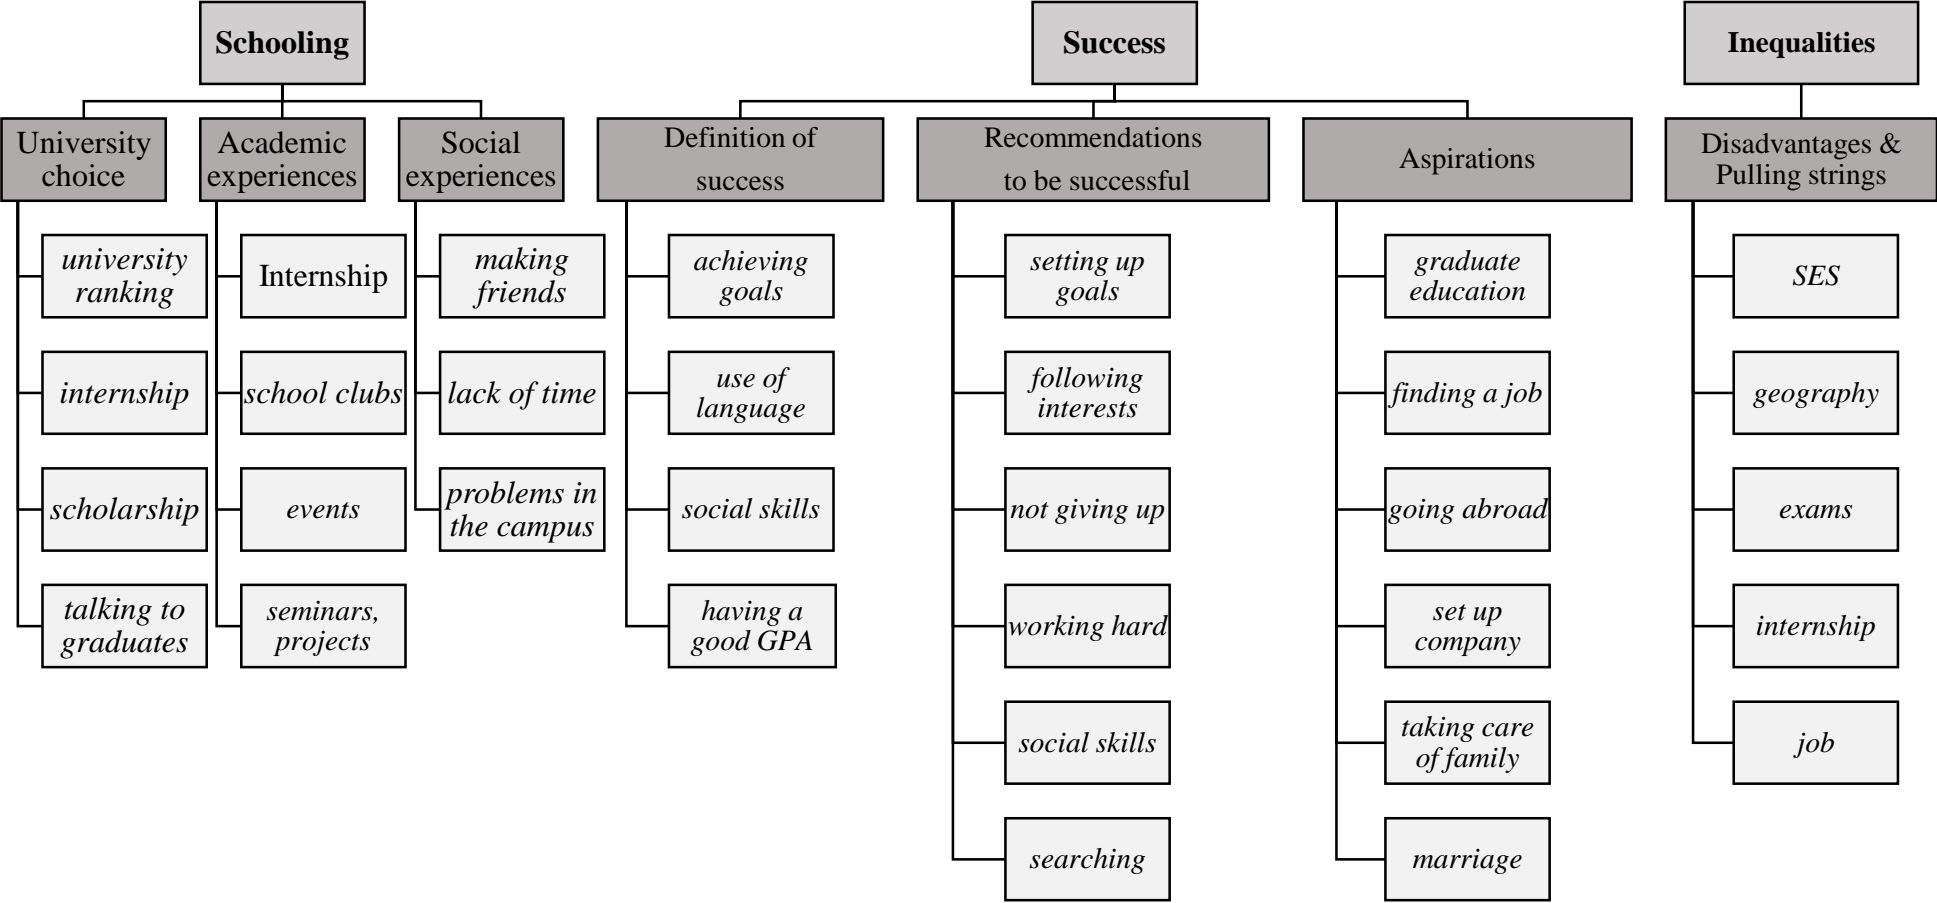 Schooling
Success
Inequalities
University
choice
Academic
experiences
Social
experiences
Definition of
success
Recommendations
to be successful
Aspirations
Disadvantages &
Pulling strings
university
ranking
internship
scholarship
talking to
graduates
Internship
school clubs
events
seminars,
projects
making
friends
lack of time
problems in
the campus
achieving
goals
use of
language
social skills
having a
good GPA
setting up
goals
following
interests
not giving up
working hard
social skills
searching
graduate
education
finding a job
going abroad
set up
company
taking care
of family
marriage
SES
geography
exams
internship
job